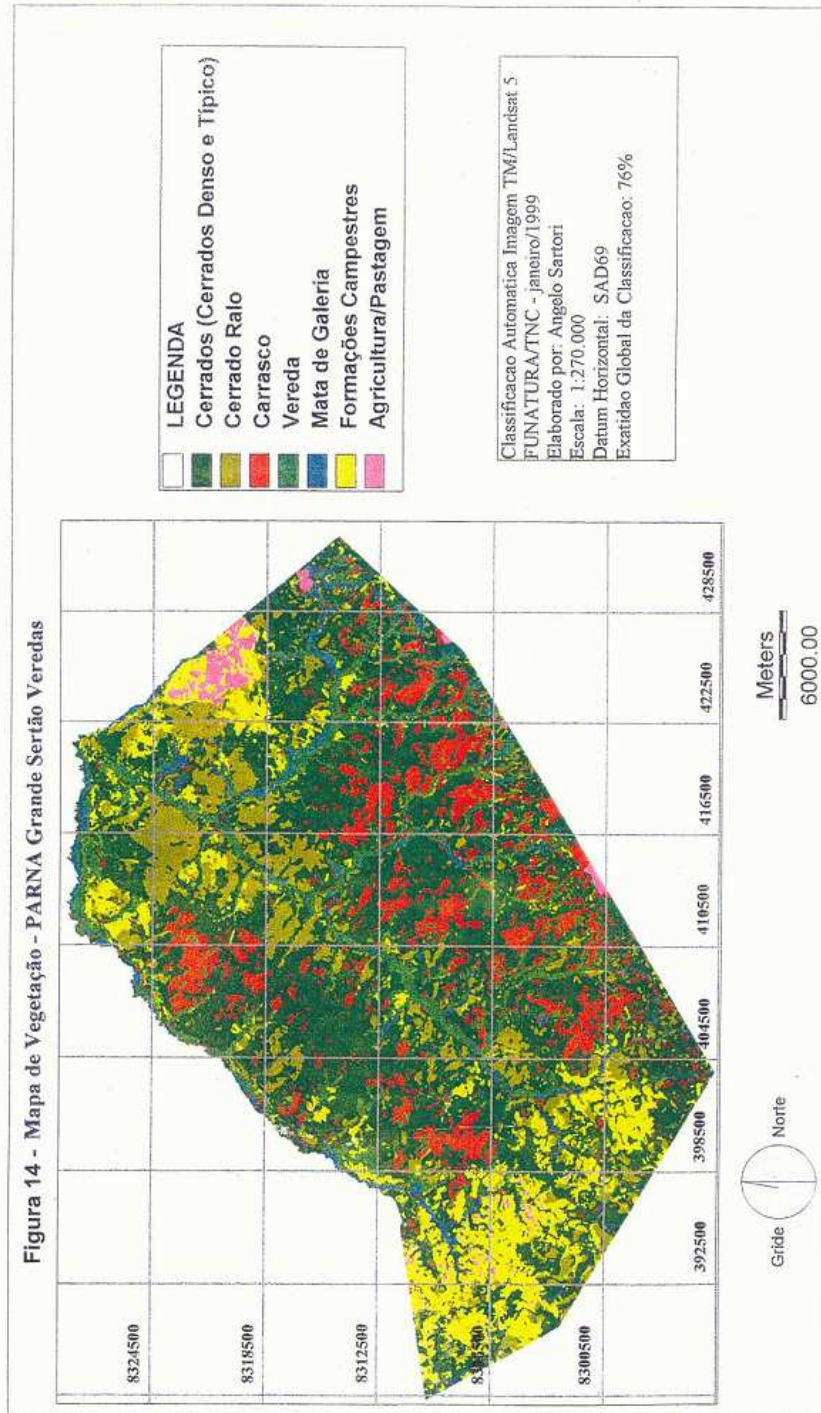 Figura 14 - Mapa de Vegetação - PARNA Grande Sertão Veredas
8324500
8318500
8312500
8300500
392500
398500
404500
410500
416500
422500
428500
LEGENDA
Cerrados (Cerrados Denso e Típico)
Cerrado Ralo
Carrasco
Vereda
Mata de Galeria
Formações Campestres
Agricultura/Pastagem
Classificacao Automatica Imagem TM/Landsat 5
FUNATURA/TNC - janeiro/1999
Elaborado por: Angelo Sartori
Escala: 1:270.000
Datum Horizontal: SAD69
Exatidao Global da Classificacao: 76%
Gride
Norte
Meters
6000.00